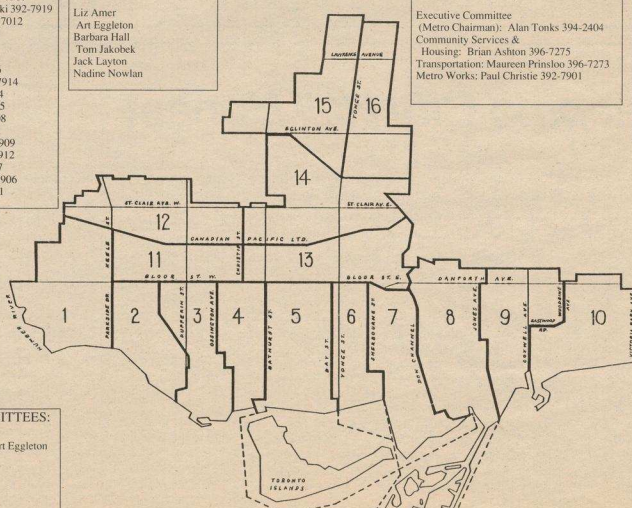 ki 392-7919
7012
7914
4
5
8
909
912
7
906
1
Liz Amer
Art Eggleton
Barbara Hall
Tom Jakobek
Jack Layton
Nadine Nowlan
Executive Committee
(Metro Chairman): Alan Tonks 394-2404
Community Services &
Housing: Brian Ashton 396-7275
Transportation: Maureen Prinsloo 396-7273
Metro Works: Paul Christie 392-7901
LAWRENCE AVENUE
15
YONGE ST.
16
EGLINTON AVE.
14
ST. CLAIR AVE. W.
ST. CLAIR AV. E.
12
KEELE ST.
CANADIAN PACIFIC LTD.
CHRISTIE ST.
11
13
BLOOR ST. W.
BLOOR ST. E.
DANFORTH AVE.
HUMBER RIVER
1
PARKSIDE DR.
2
DUFFERIN ST.
3
OSSINGTON AVE.
4
BATHURST ST.
5
BAY ST.
6
YONGE ST.
SHERBOURNE ST.
7
DON CHANNEL
8
JONES AVE.
9
COXWELL AVE.
EASTWOOD RD.
WOODBINE AVE.
10
VICTORIA PARK
TORONTO
ISLANDS
ITTEES:
rt Eggleton